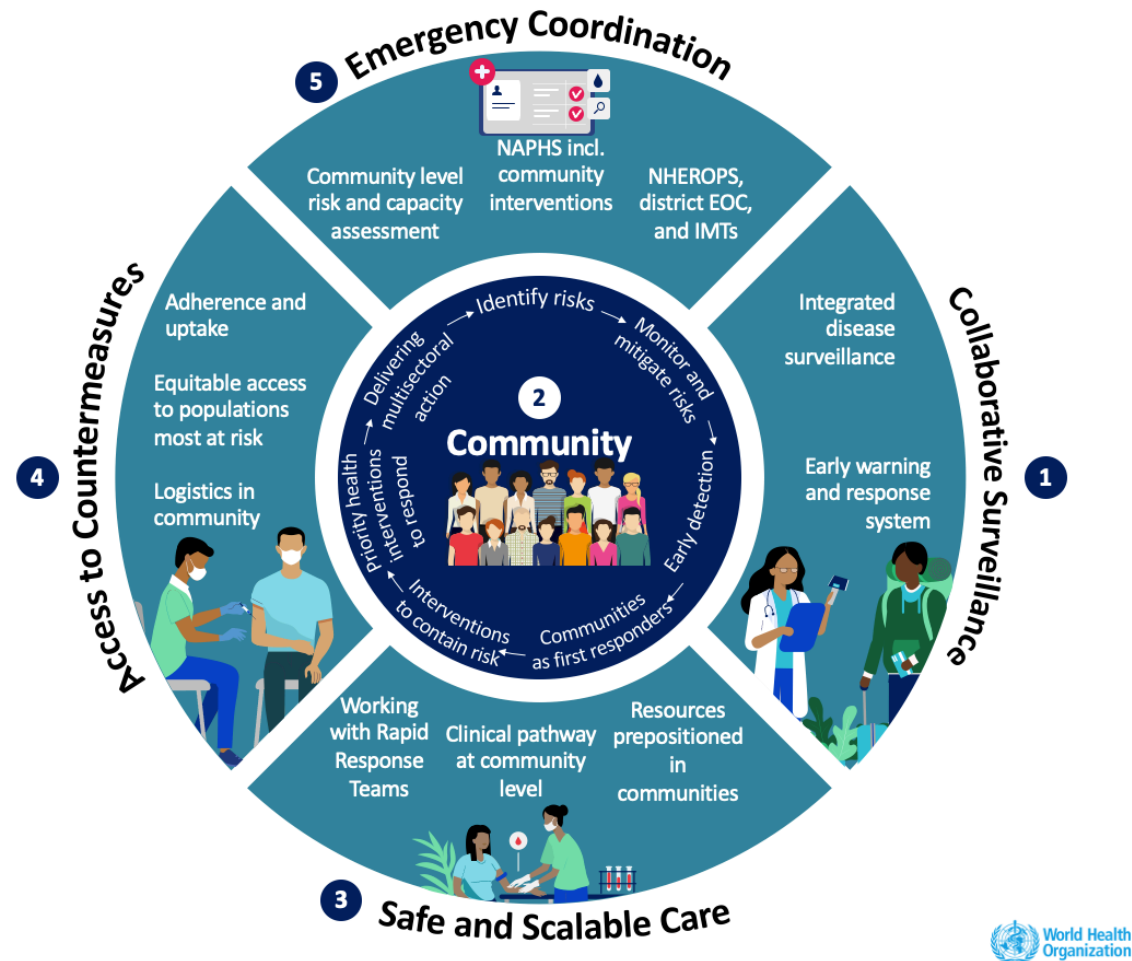 5
Emergency Coordination
NAPHS incl.
community
interventions
Community level
risk and capacity
assessment
NHEROPS,
district EOC,
and IMTs
1
Collaborative Surveillance
Integrated
disease
surveillance
Early warning
and response
system
2
Community
Identify risks
Monitor and
mitigate risks
Early detection
Communities
as first responders
Interventions
to contain risk
Priority health
interventions
to respond
Delivering
multisectoral
action
3
Safe and Scalable Care
Working
with Rapid
Response
Teams
Clinical pathway
at community
level
Resources
prepositioned
in
communities
4
Access to Countermeasures
Adherence and
uptake
Equitable access
to populations
most at risk
Logistics in
community
World Health
Organization